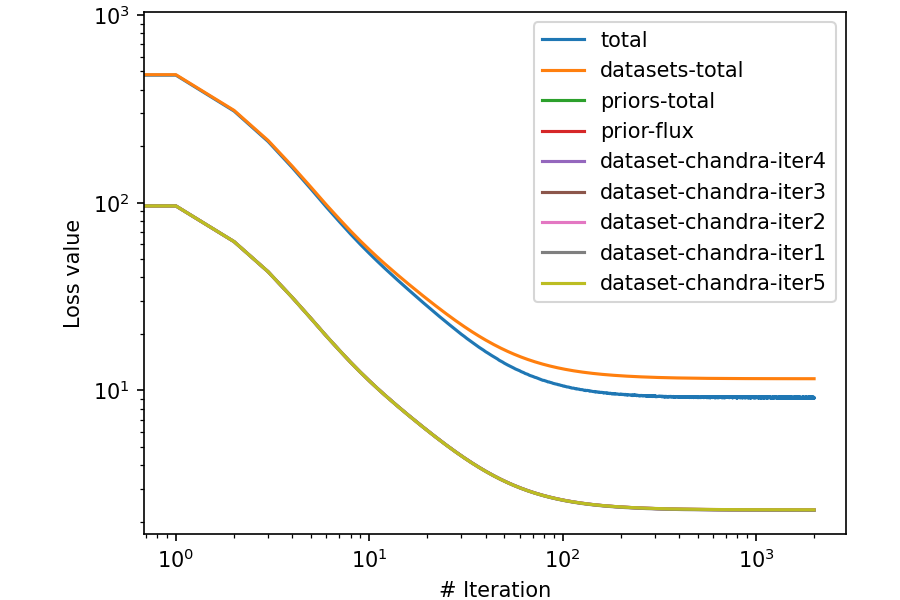 10³
10²
10¹
Loss value
10⁰
10¹
10²
10³
# Iteration
total
datasets-total
priors-total
prior-flux
dataset-chandra-iter4
dataset-chandra-iter3
dataset-chandra-iter2
dataset-chandra-iter1
dataset-chandra-iter5